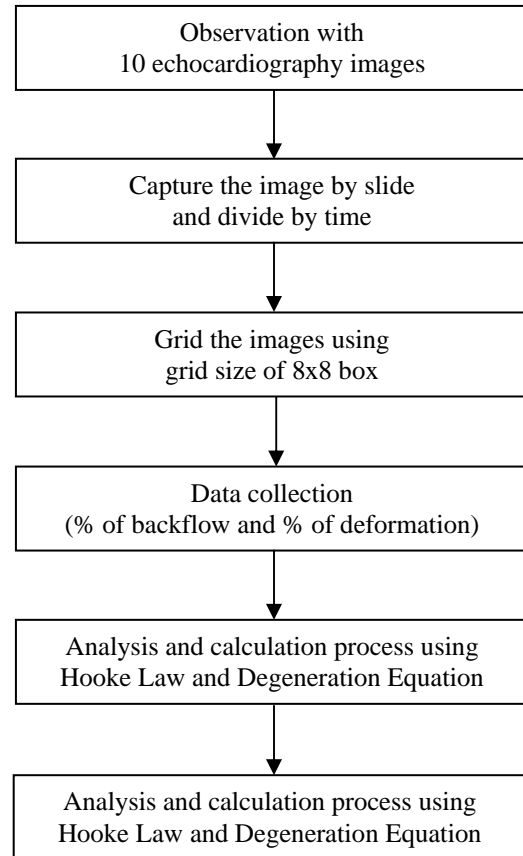 Observation with
10 echocardiography images
Capture the image by slide
and divide by time
Grid the images using
grid size of 8x8 box
Data collection
(% of backflow and % of deformation)
Analysis and calculation process using
Hooke Law and Degeneration Equation
Analysis and calculation process using
Hooke Law and Degeneration Equation